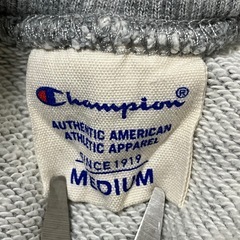 Champion
AUTHENTIC AMERICAN
ATHLETIC APPAREL
SINCE 1919
MEDIUM